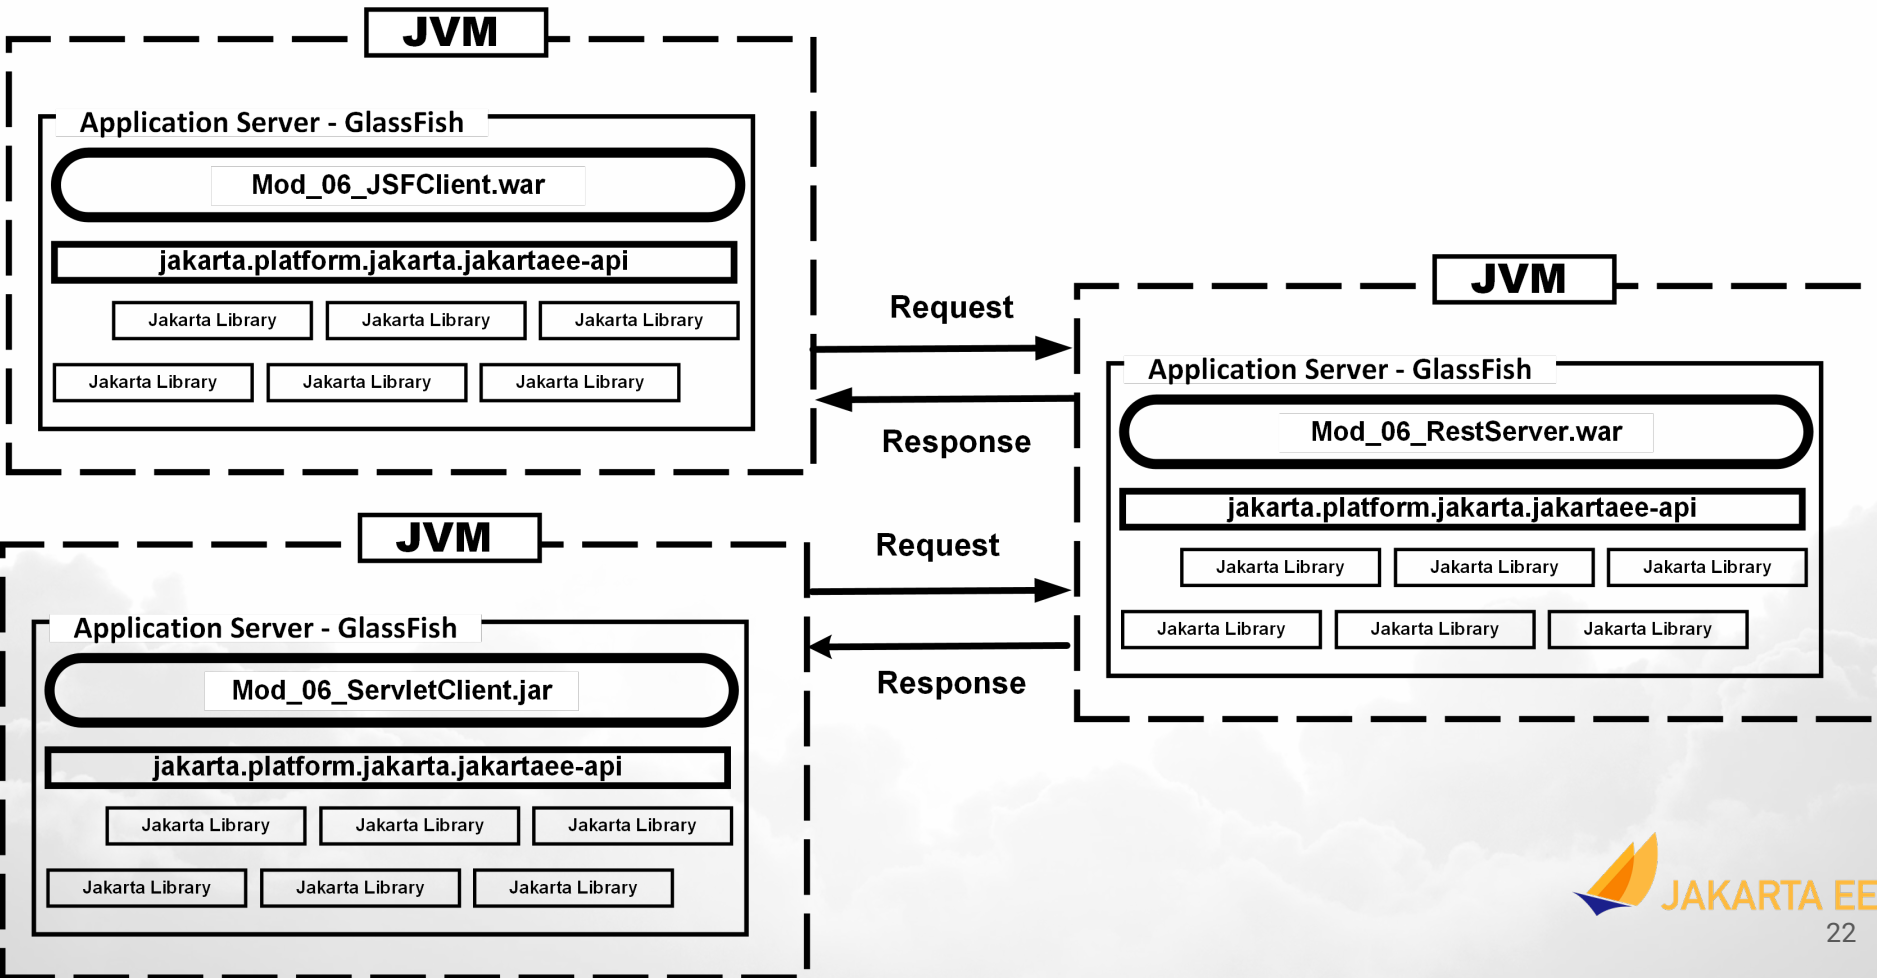 JVM
Application Server - GlassFish
Mod_06_JSFClient.war
jakarta.platform.jakarta.jakartaee-api
Jakarta Library
Jakarta Library
Jakarta Library
Jakarta Library
Jakarta Library
Jakarta Library
Request
Response
JVM
Application Server - GlassFish
Mod_06_RestServer.war
jakarta.platform.jakarta.jakartaee-api
Jakarta Library
Jakarta Library
Jakarta Library
Jakarta Library
Jakarta Library
Jakarta Library
JVM
Application Server - GlassFish
Mod_06_ServletClient.jar
jakarta.platform.jakarta.jakartaee-api
Jakarta Library
Jakarta Library
Jakarta Library
Jakarta Library
Jakarta Library
Jakarta Library
Request
Response
JAKARTA EE
22